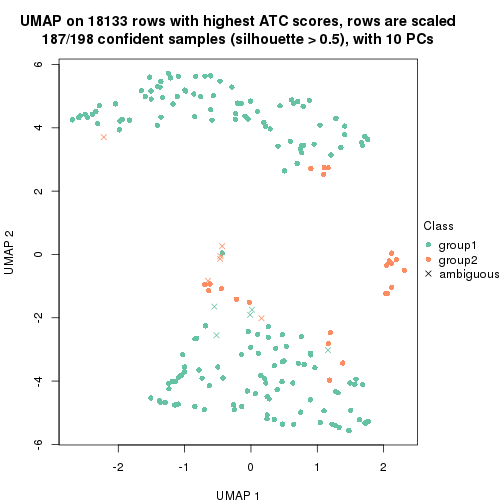 UMAP on 18133 rows with highest ATC scores, rows are scaled
187/198 confident samples (silhouette > 0.5), with 10 PCs
6
4
2
0
-2
-4
-6
UMAP 2
-2
-1
0
1
2
UMAP 1
Class
group1
group2
ambiguous